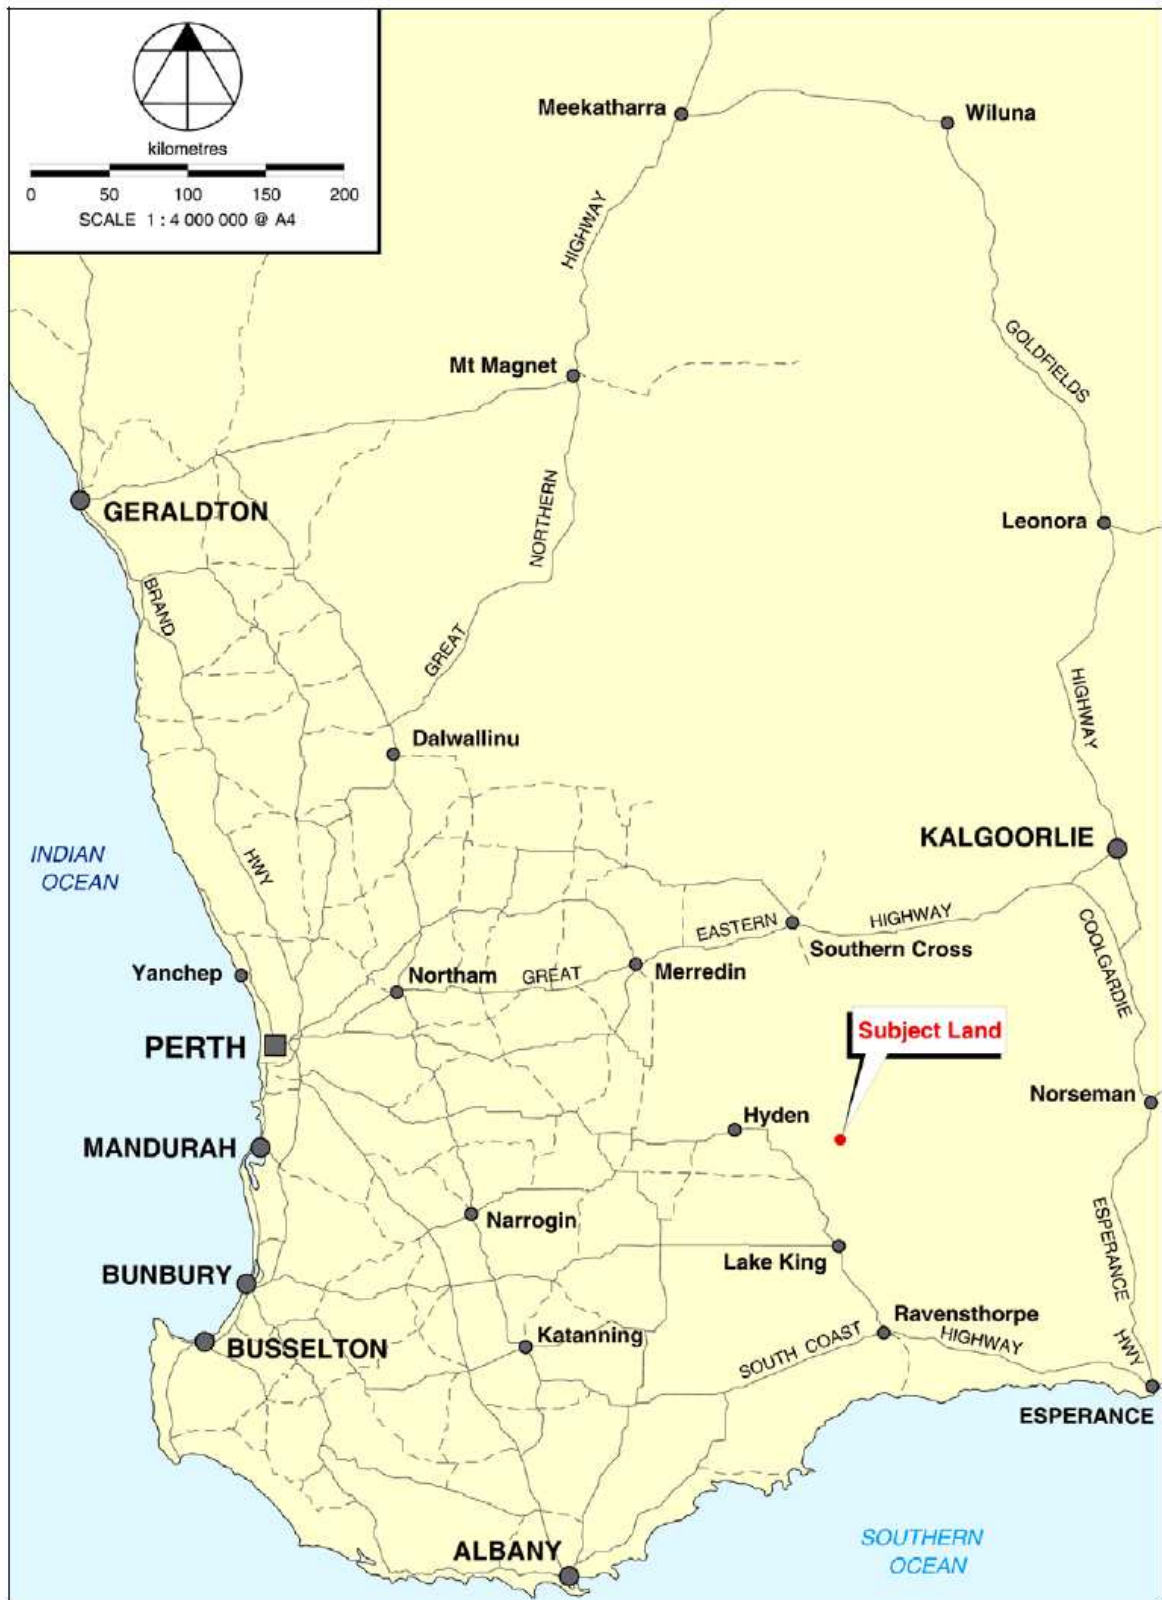 kilometres
0 50 100 150 200
SCALE 1 : 4 000 000 @ A4
Meekatharra
Wiluna
HIGHWAY
GOLDFIELDS
Mt Magnet
NORTHERN
GERALDTON
Leonora
BRAND
GREAT
HIGHWAY
Dalwallinu
KALGOORLIE
INDIAN
OCEAN
HWY
HIGHWAY
EASTERN
COOLGARDIE
Southern Cross
Yanchep
Northam
GREAT
Merredin
PERTH
Subject Land
Norseman
Hyden
MANDURAH
Narrogin
ESPERANCE
Lake King
BUNBURY
Ravensthorpe
SOUTH COAST
HIGHWAY
HWY
Katanning
BUSSELTON
ESPERANCE
SOUTHERN
OCEAN
ALBANY